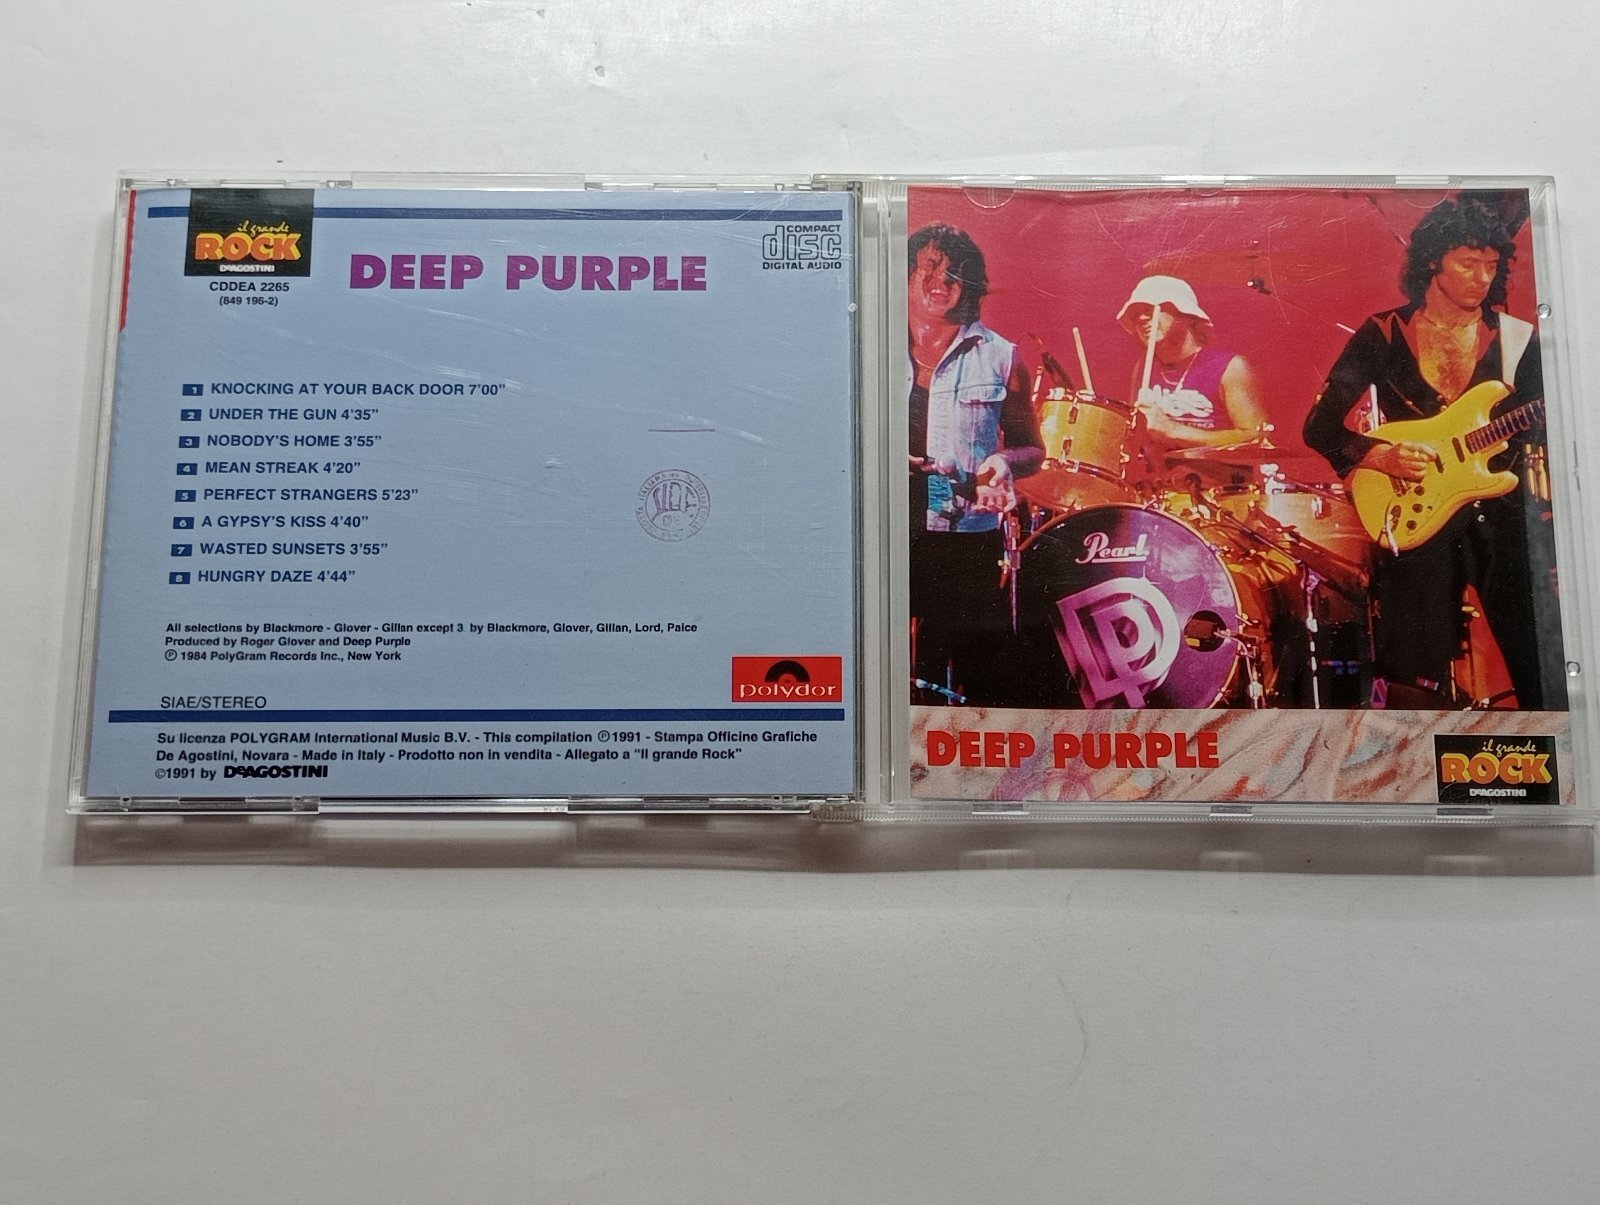 il grande
ROCK
DeAGOSTINI
CDDEA 2265
(849 196-2)
DEEP PURPLE
COMPACT
disc
DIGITAL AUDIO
1 KNOCKING AT YOUR BACK DOOR 7'00"
2 UNDER THE GUN 4'35"
3 NOBODY'S HOME 3'55"
4 MEAN STREAK 4'20"
5 PERFECT STRANGERS 5'23"
6 A GYPSY'S KISS 4'40"
7 WASTED SUNSETS 3'55"
8 HUNGRY DAZE 4'44"
All selections by Blackmore - Glover - Gillan except 3 by Blackmore, Glover, Gillan, Lord, Paice
Produced by Roger Glover and Deep Purple
℗ 1984 PolyGram Records Inc., New York
polydor
SIAE/STEREO
Su licenza POLYGRAM International Music B.V. - This compilation ℗1991 - Stampa Officine Grafiche
De Agostini, Novara - Made in Italy - Prodotto non in vendita - Allegato a "Il grande Rock"
©1991 by DeAGOSTINI
Pearl
DP
DEEP PURPLE
il grande
ROCK
DeAGOSTINI